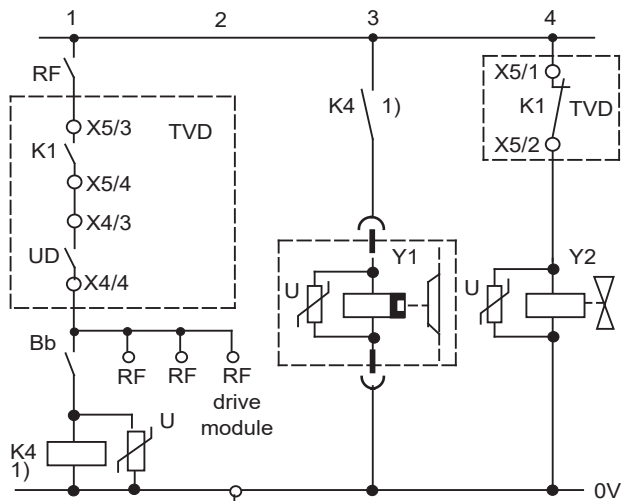 1 2 3 4
RF
X5/1
K4 1)
K1 TVD
X5/3 TVD
K1
X5/2
X5/4
X4/3
UD
Y1
Y2
X4/4
U
U
Bb
RF RF RF
drive
module
U
K4
1)
0V